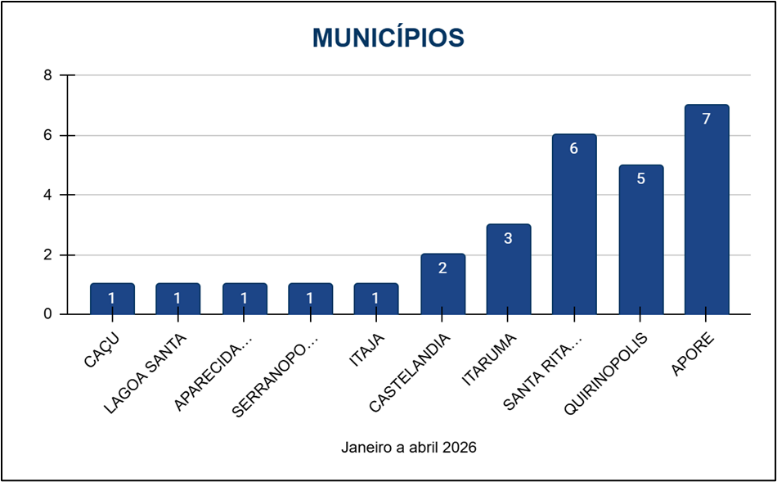 MUNICÍPIOS
8
6
4
2
0
1
1
1
1
1
2
3
6
5
7
CAÇU
LAGOA SANTA
APARECIDA...
SERRANOPO...
ITAJA
CASTELANDIA
ITARUMA
SANTA RITA...
QUIRINOPOLIS
APORE
Janeiro a abril 2026